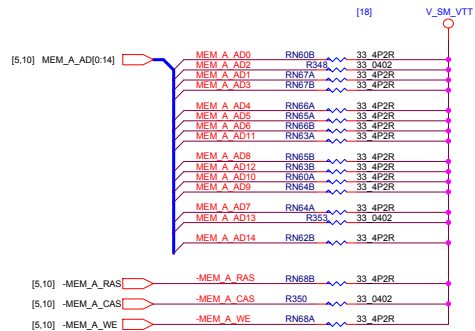 [18] V_SM_VTT
[5,10] MEM_A_AD[0:14]
MEM_A_AD0 RN60B 33_4P2R
MEM_A_AD2 R348 33_0402
MEM_A_AD1 RN67A 33_4P2R
MEM_A_AD3 RN67B 33_4P2R
MEM_A_AD4 RN66A 33_4P2R
MEM_A_AD5 RN65A 33_4P2R
MEM_A_AD6 RN66B 33_4P2R
MEM_A_AD11 RN63A 33_4P2R
MEM_A_AD8 RN65B 33_4P2R
MEM_A_AD12 RN63B 33_4P2R
MEM_A_AD10 RN60A 33_4P2R
MEM_A_AD9 RN64B 33_4P2R
MEM_A_AD7 RN64A 33_4P2R
MEM_A_AD13 R353 33_0402
MEM_A_AD14 RN62B 33_4P2R
[5,10] -MEM_A_RAS -MEM_A_RAS RN68B 33_4P2R
[5,10] -MEM_A_CAS -MEM_A_CAS R350 33_0402
[5,10] -MEM_A_WE -MEM_A_WE RN68A 33_4P2R